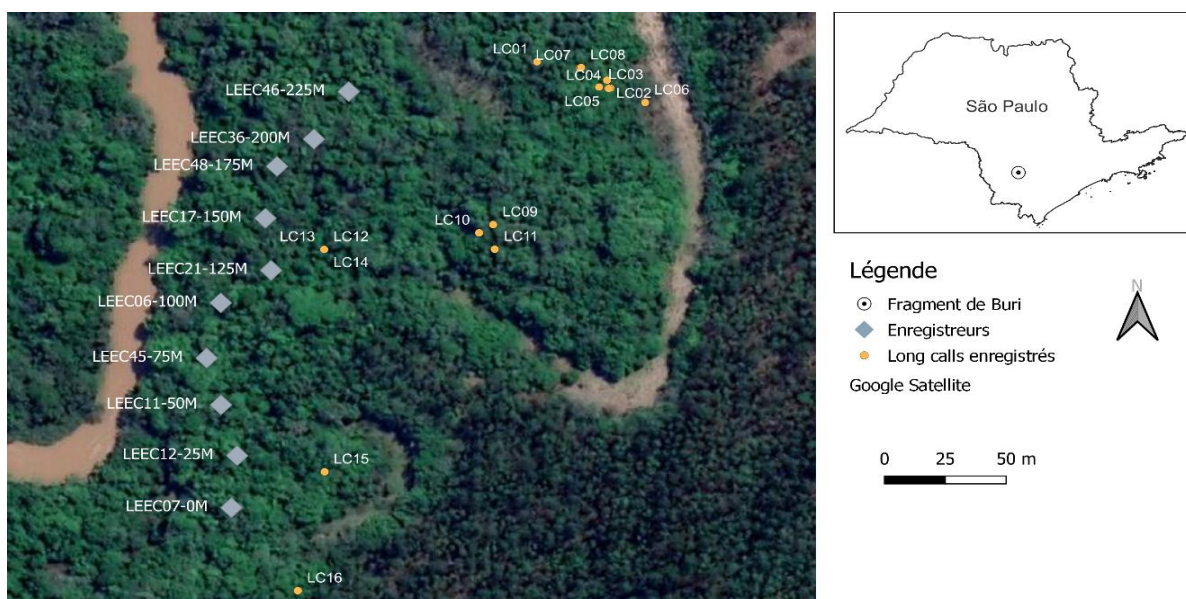 LC01
LC07
LC08
LC04
LC03
LC05
LC02
LC06
LEEC46-225M
LEEC36-200M
LEEC48-175M
LEEC17-150M
LC10
LC09
LC13
LC12
LC11
LC14
LEEC21-125M
LEEC06-100M
LEEC45-75M
LEEC11-50M
LEEC12-25M
LC15
LEEC07-0M
LC16
São Paulo
Légende
Fragment de Buri
Enregistreurs
Long calls enregistrés
Google Satellite
N
0 25 50 m